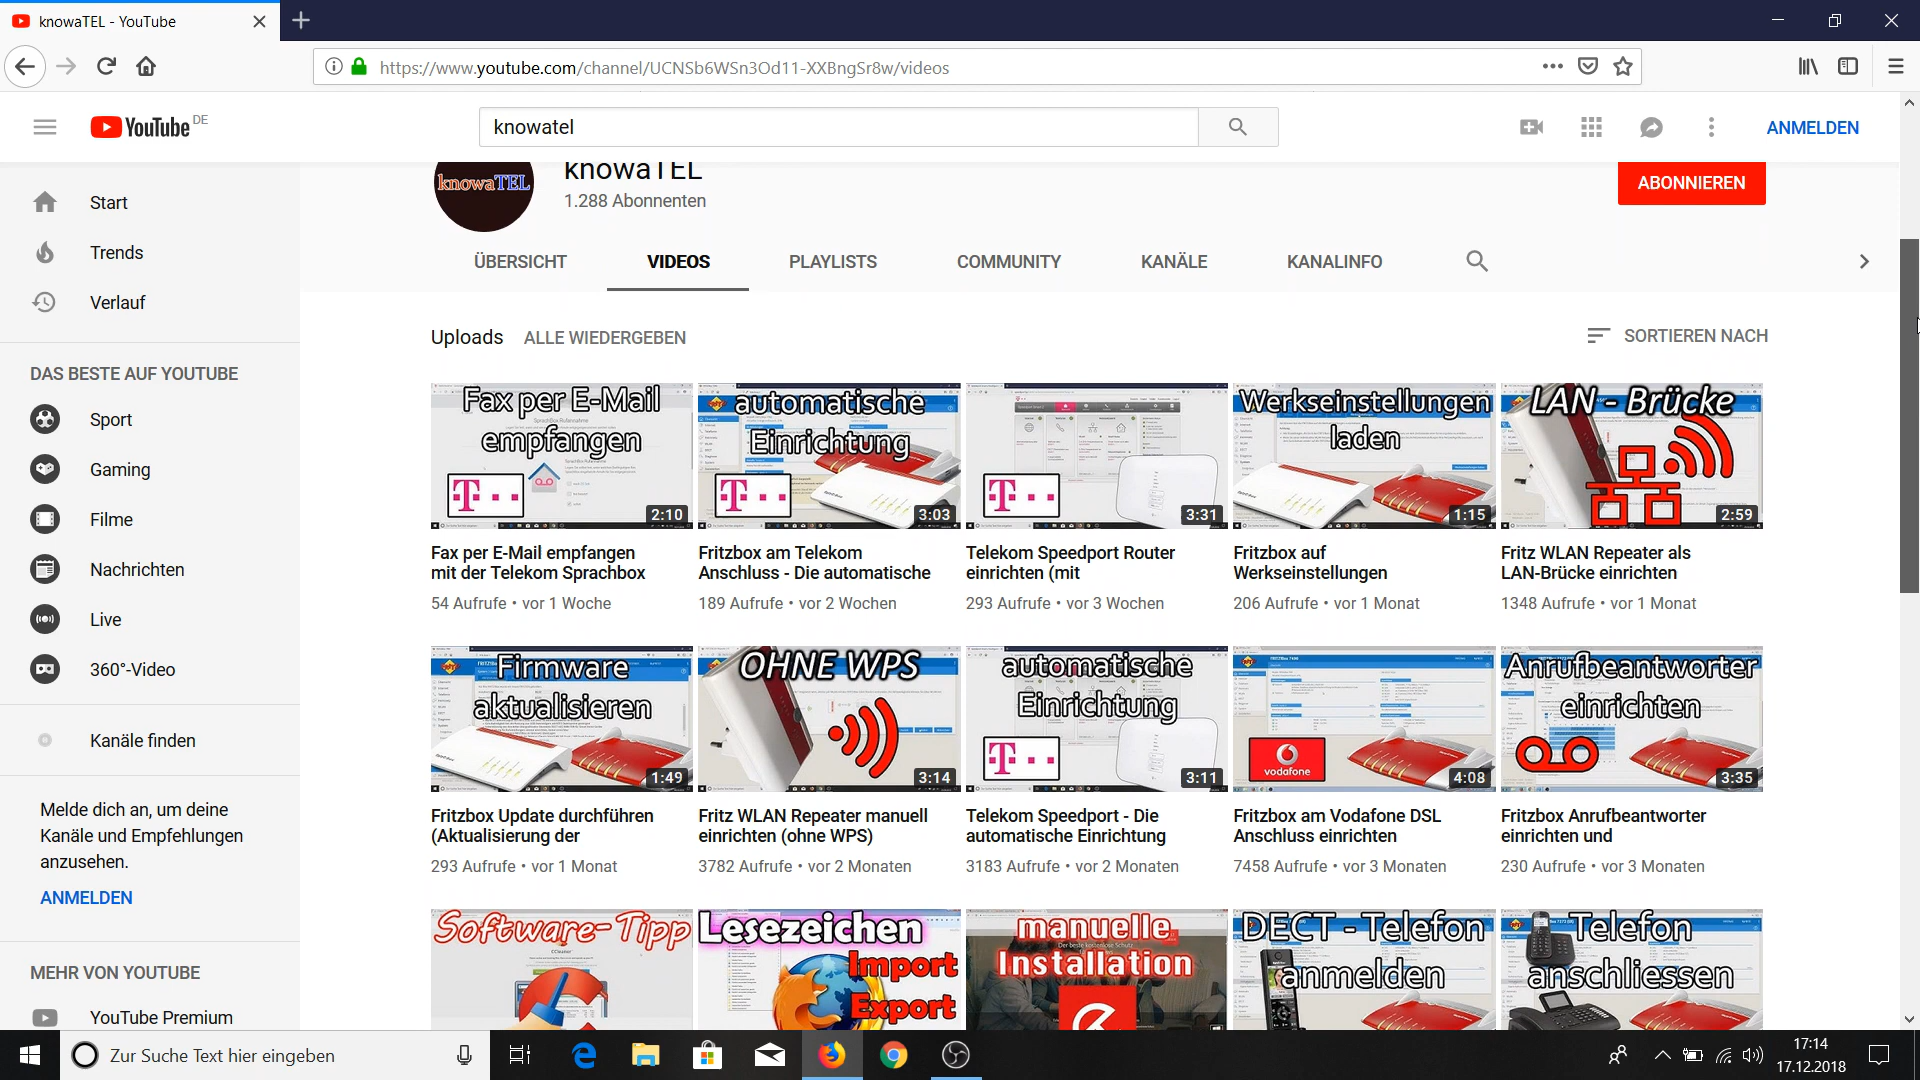 knowaTEL - YouTube
https://www.youtube.com/channel/UCNSb6WSn3Od11-XXBngSr8w/videos
YouTube DE
knowatel
ANMELDEN
Start
Trends
Verlauf
DAS BESTE AUF YOUTUBE
Sport
Gaming
Filme
Nachrichten
Live
360°-Video
Kanäle finden
Melde dich an, um deine
Kanäle und Empfehlungen
anzusehen.
ANMELDEN
MEHR VON YOUTUBE
YouTube Premium
knowaTEL
knowaTEL
1.288 Abonnenten
ABONNIEREN
ÜBERSICHT VIDEOS PLAYLISTS COMMUNITY KANÄLE KANALINFO
Uploads ALLE WIEDERGEBEN
SORTIEREN NACH
Fax per E-Mail
empfangen
T
2:10
Fax per E-Mail empfangen
mit der Telekom Sprachbox
54 Aufrufe • vor 1 Woche
automatische
Einrichtung
T
3:03
Fritzbox am Telekom
Anschluss - Die automatische
189 Aufrufe • vor 2 Wochen
T
3:31
Telekom Speedport Router
einrichten (mit
293 Aufrufe • vor 3 Wochen
Werkseinstellungen
laden
1:15
Fritzbox auf
Werkseinstellungen
206 Aufrufe • vor 1 Monat
LAN - Brücke
2:59
Fritz WLAN Repeater als
LAN-Brücke einrichten
1348 Aufrufe • vor 1 Monat
Firmware
aktualisieren
1:49
Fritzbox Update durchführen
(Aktualisierung der
293 Aufrufe • vor 1 Monat
OHNE WPS
3:14
Fritz WLAN Repeater manuell
einrichten (ohne WPS)
3782 Aufrufe • vor 2 Monaten
automatische
Einrichtung
T
3:11
Telekom Speedport - Die
automatische Einrichtung
3183 Aufrufe • vor 2 Monaten
vodafone
4:08
Fritzbox am Vodafone DSL
Anschluss einrichten
7458 Aufrufe • vor 3 Monaten
Anrufbeantworter
einrichten
3:35
Fritzbox Anrufbeantworter
einrichten und
230 Aufrufe • vor 3 Monaten
Software-Tipp
Lesezeichen
Import
Export
manuelle
Installation
DECT - Telefon
anmelden
Telefon
anschliessen
Zur Suche Text hier eingeben
17:14
17.12.2018